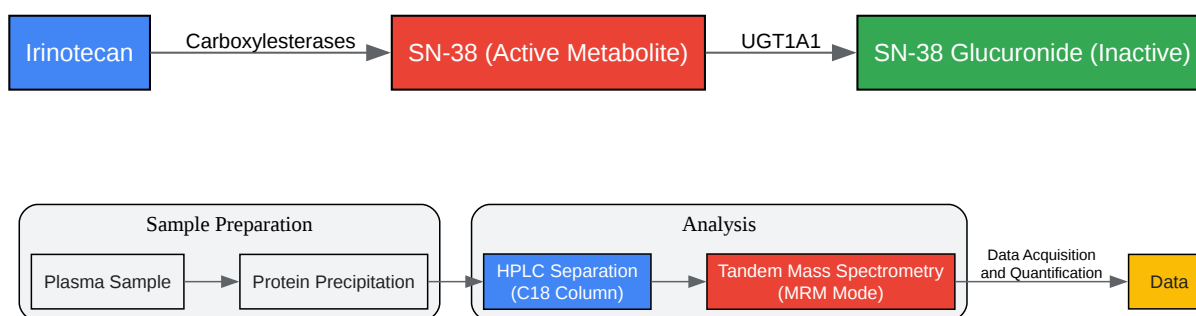 Irinotecan
Carboxylesterases
SN-38 (Active Metabolite)
UGT1A1
SN-38 Glucuronide (Inactive)
Sample Preparation
Plasma Sample
Protein Precipitation
Analysis
HPLC Separation
(C18 Column)
Tandem Mass Spectrometry
(MRM Mode)
Data Acquisition
and Quantification
Data